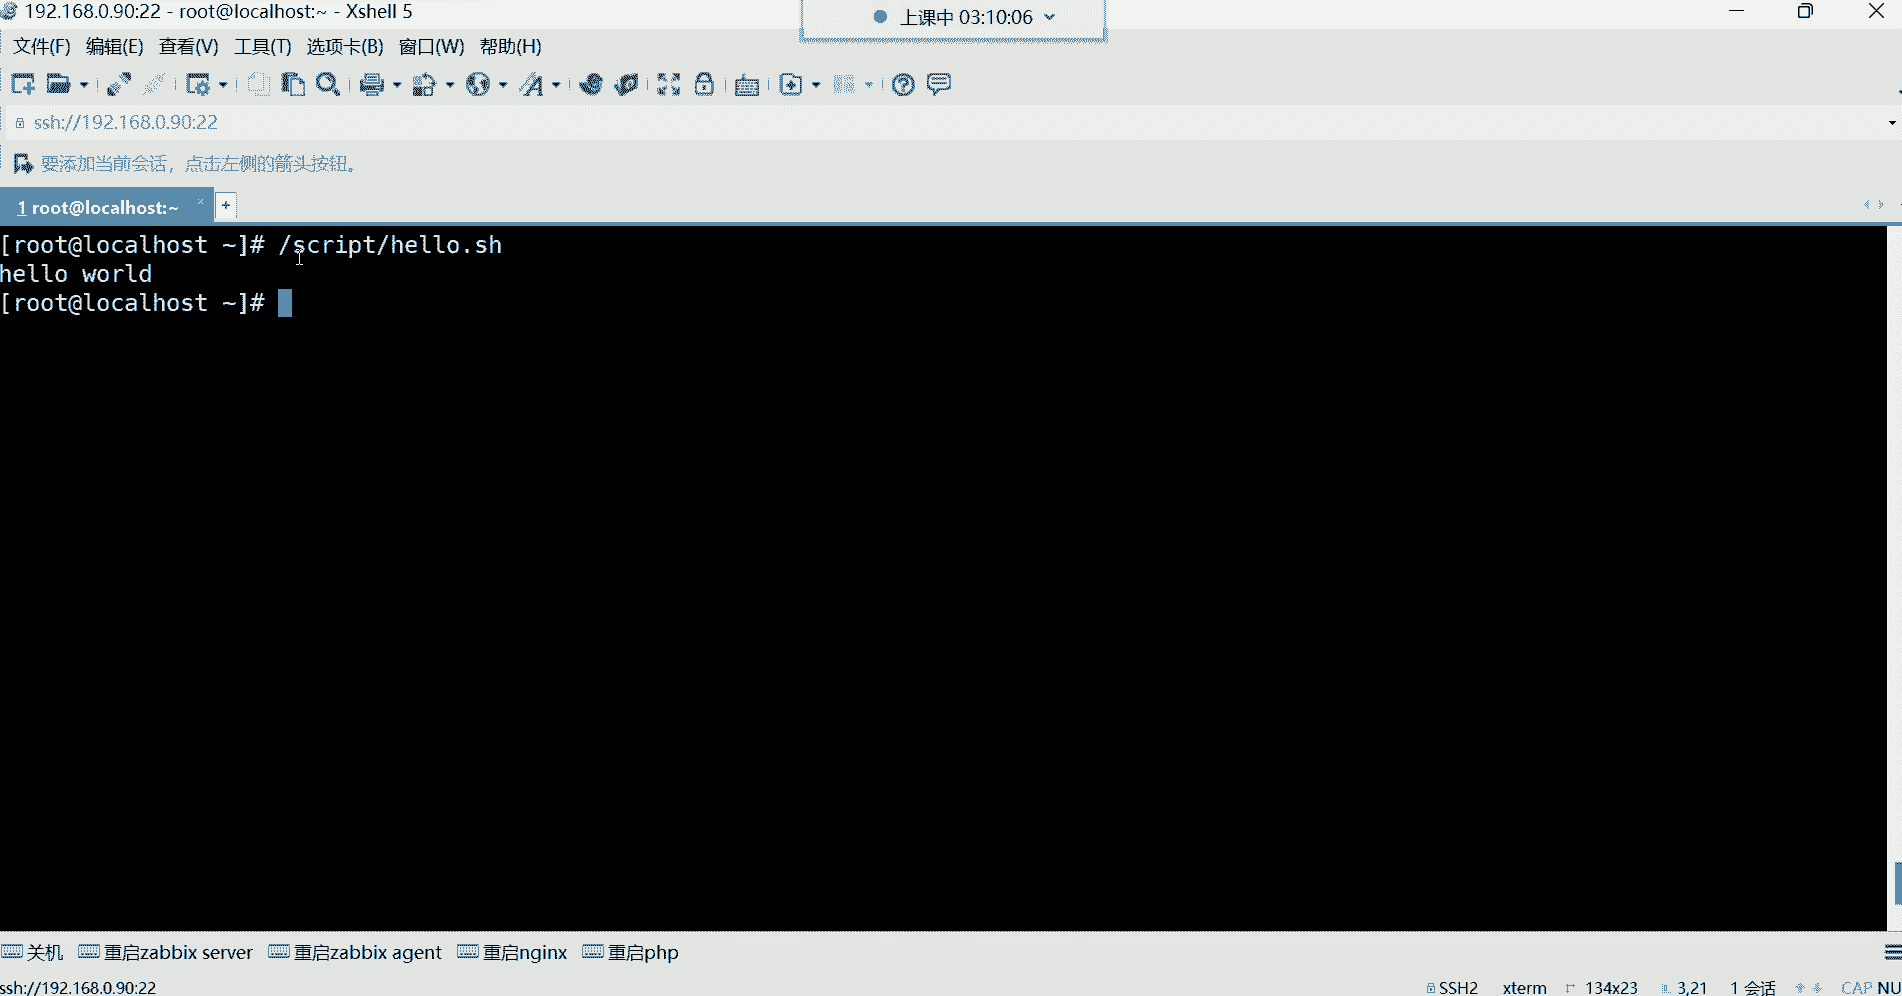 192.168.0.90:22 - root@localhost:~ - Xshell 5
上课中 03:10:06
文件(F) 编辑(E) 查看(V) 工具(T) 选项卡(B) 窗口(W) 帮助(H)
ssh://192.168.0.90:22
要添加当前会话，点击左侧的箭头按钮。
1 root@localhost:~
[root@localhost ~]# /script/hello.sh
hello world
[root@localhost ~]#
关机 重启zabbix server 重启zabbix agent 重启nginx 重启php
ssh://192.168.0.90:22 SSH2 xterm 134x23 3,21 1 会话 CAP NU